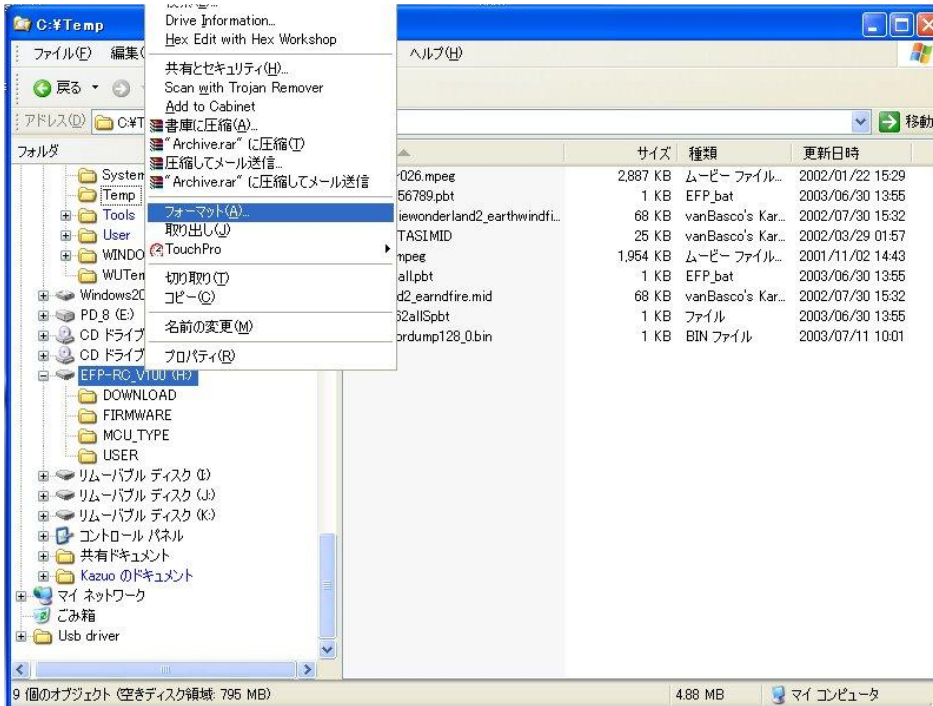 C:¥Temp
Drive Information...
Hex Edit with Hex Workshop
ファイル(F) 編集( ヘルプ(H)
共有とセキュリティ(H)...
Scan with Trojan Remover
Add to Cabinet
書庫に圧縮(A)...
"Archive.rar" に圧縮(T)
圧縮してメール送信...
"Archive.rar" に圧縮してメール送信
フォーマット(A)...
取り出し(J)
TouchPro
切り取り(T)
コピー(C)
名前の変更(M)
プロパティ(R)
戻る
アドレス(D) C:¥T 移動
フォルダ
System
Temp
Tools
User
WINDO
WUTen
Windows20
PD_8 (E:)
CD ドライブ
CD ドライブ
EFP-RC_V100 (H:)
DOWNLOAD
FIRMWARE
MCU_TYPE
USER
リムーバブル ディスク (I:)
リムーバブル ディスク (J:)
リムーバブル ディスク (K:)
コントロール パネル
共有ドキュメント
Kazuo のドキュメント
マイ ネットワーク
ごみ箱
Usb driver
サイズ 種類 更新日時
026.mpeg 2,887 KB ムービー ファイル... 2002/01/22 15:29
56789.pbt 1 KB EFP_bat 2003/06/30 13:55
iewonderland2_earthwindfi... 68 KB vanBasco's Kar... 2002/07/30 15:32
TASI.MID 25 KB vanBasco's Kar... 2002/03/29 01:57
mpeg 1,954 KB ムービー ファイル... 2001/11/02 14:43
all.pbt 1 KB EFP_bat 2003/06/30 13:55
d2_earndfire.mid 68 KB vanBasco's Kar... 2002/07/30 15:32
62allSpbt 1 KB ファイル 2003/06/30 13:55
ordump128_0.bin 1 KB BIN ファイル 2003/07/11 10:01
9 個のオブジェクト (空きディスク領域: 795 MB) 4.88 MB マイ コンピュータ